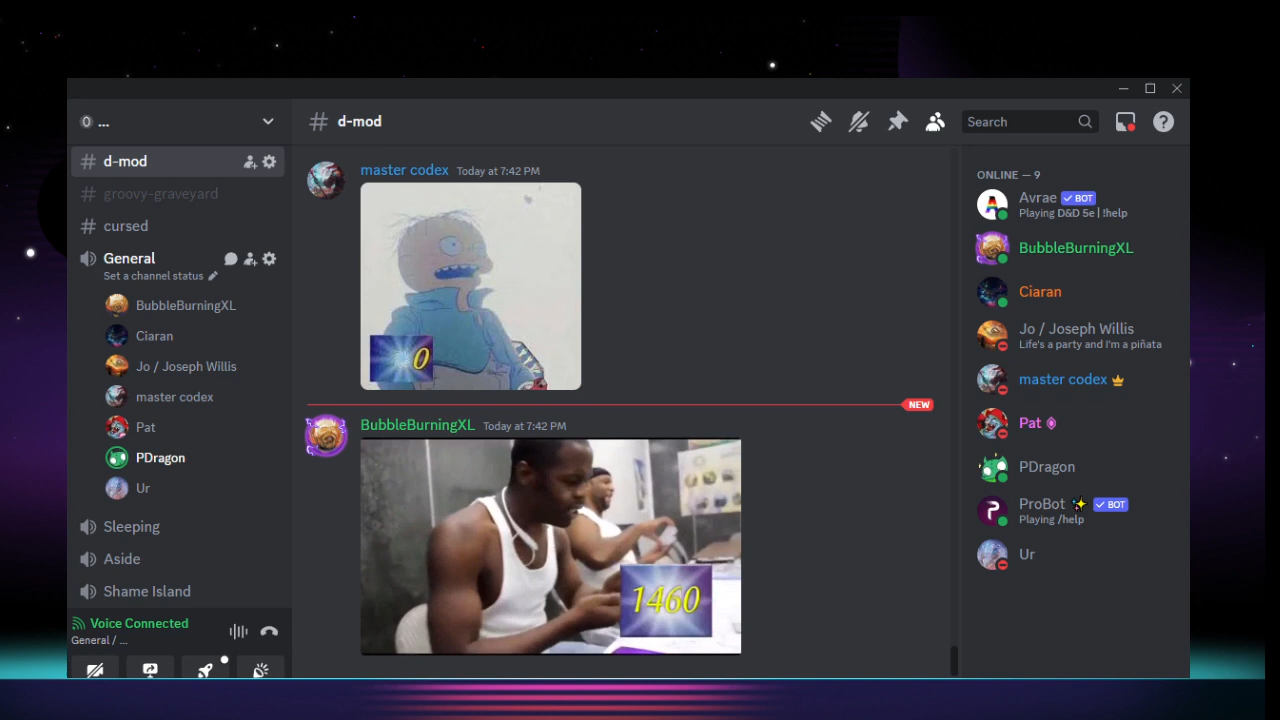 0 ...
# d-mod
Search
# d-mod
# groovy-graveyard
# cursed
General
Set a channel status
BubbleBurningXL
Ciaran
Jo / Joseph Willis
master codex
Pat
PDragon
Ur
Sleeping
Aside
Shame Island
Voice Connected
General / ...
master codex Today at 7:42 PM
0
NEW
BubbleBurningXL Today at 7:42 PM
1460
ONLINE — 9
Avrae BOT
Playing D&D 5e | !help
BubbleBurningXL
Ciaran
Jo / Joseph Willis
Life's a party and I'm a piñata
master codex
Pat
PDragon
ProBot BOT
Playing /help
Ur